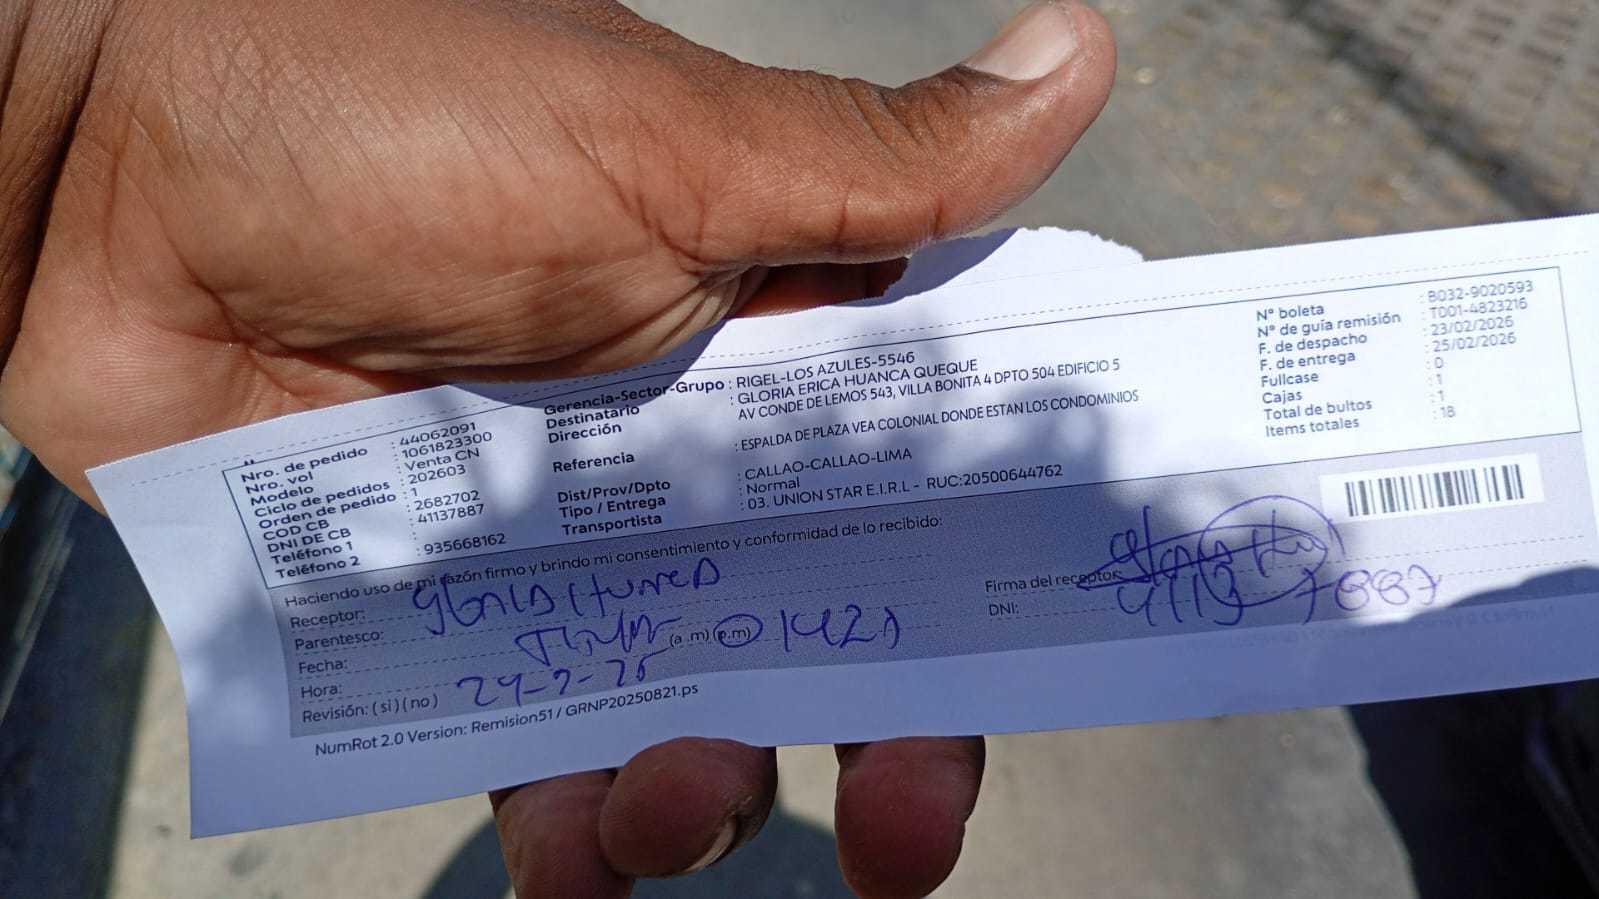 Nro. de pedido : 44062091
Nro. vol : 1061823300
Modelo : Venta CN
Ciclo de pedidos : 202603
Orden de pedido : 1
COD CB : 2682702
DNI DE CB : 41137887
Teléfono 1 :
Teléfono 2 : 935668162
Gerencia-Sector-Grupo : RIGEL-LOS AZULES-5546
Destinatario : GLORIA ERICA HUANCA QUEQUE
Dirección AV CONDE DE LEMOS 543, VILLA BONITA 4 DPTO 504 EDIFICIO 5
Referencia : ESPALDA DE PLAZA VEA COLONIAL DONDE ESTAN LOS CONDOMINIOS
Dist/Prov/Dpto : CALLAO-CALLAO-LIMA
Tipo / Entrega : Normal
Transportista : 03. UNION STAR E.I.R.L - RUC:20500644762
N° boleta : B032-9020593
N° de guía remisión : T001-4823216
F. de despacho : 23/02/2026
F. de entrega : 25/02/2026
Fullcase : 0
Cajas : 1
Total de bultos : 1
Items totales : 18
Haciendo uso de mi razón firmo y brindo mi consentimiento y conformidad de lo recibido:
Receptor:
Parentesco:
Fecha:
Hora: (a .m) (p.m)
Revisión: ( si ) ( no )
Firma del receptor:
DNI: 41137887
NumRot 2.0 Version: Remision51 / GRNP20250821.ps